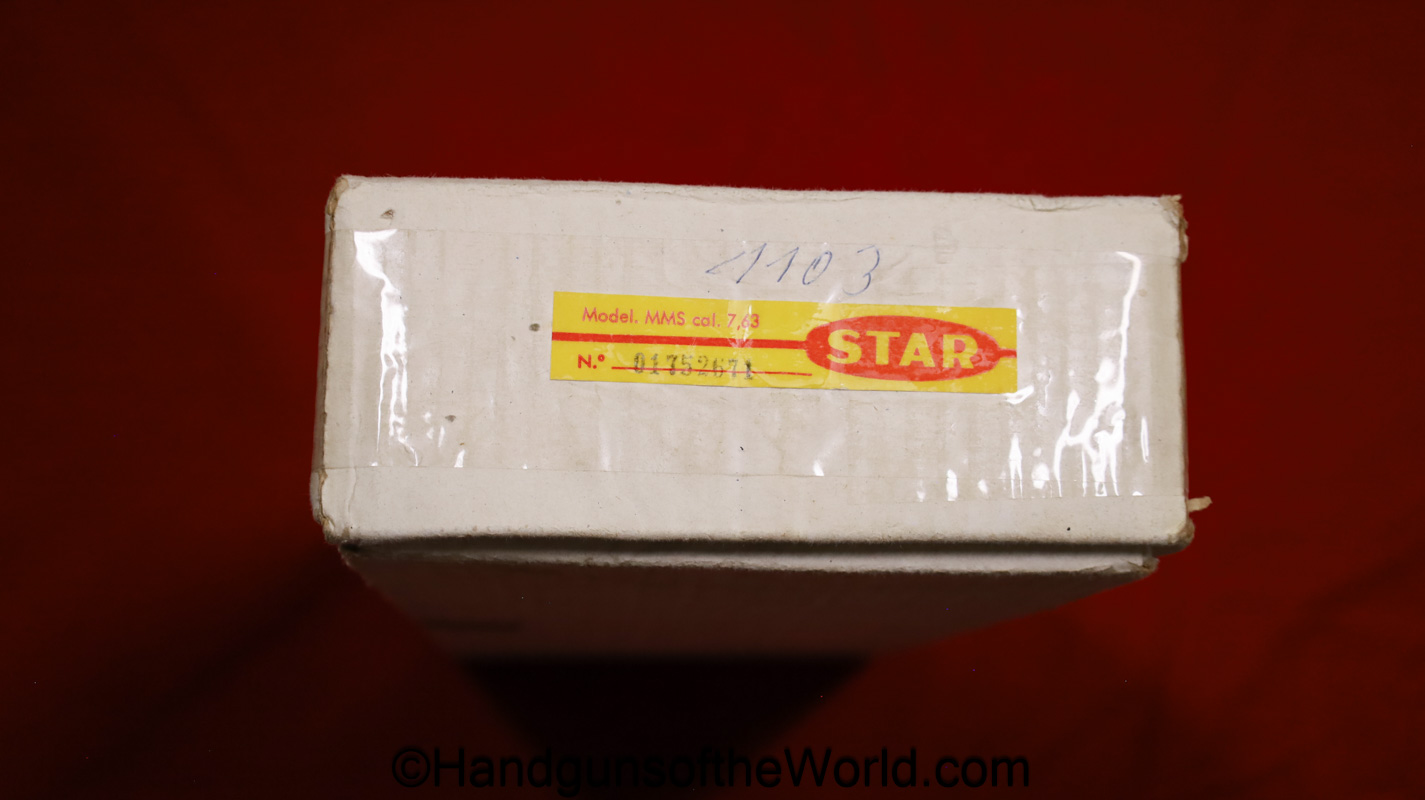 1103
Model. MMS cal. 7,63
STAR
N.º 01752671
©HandgunsoftheWorld.com